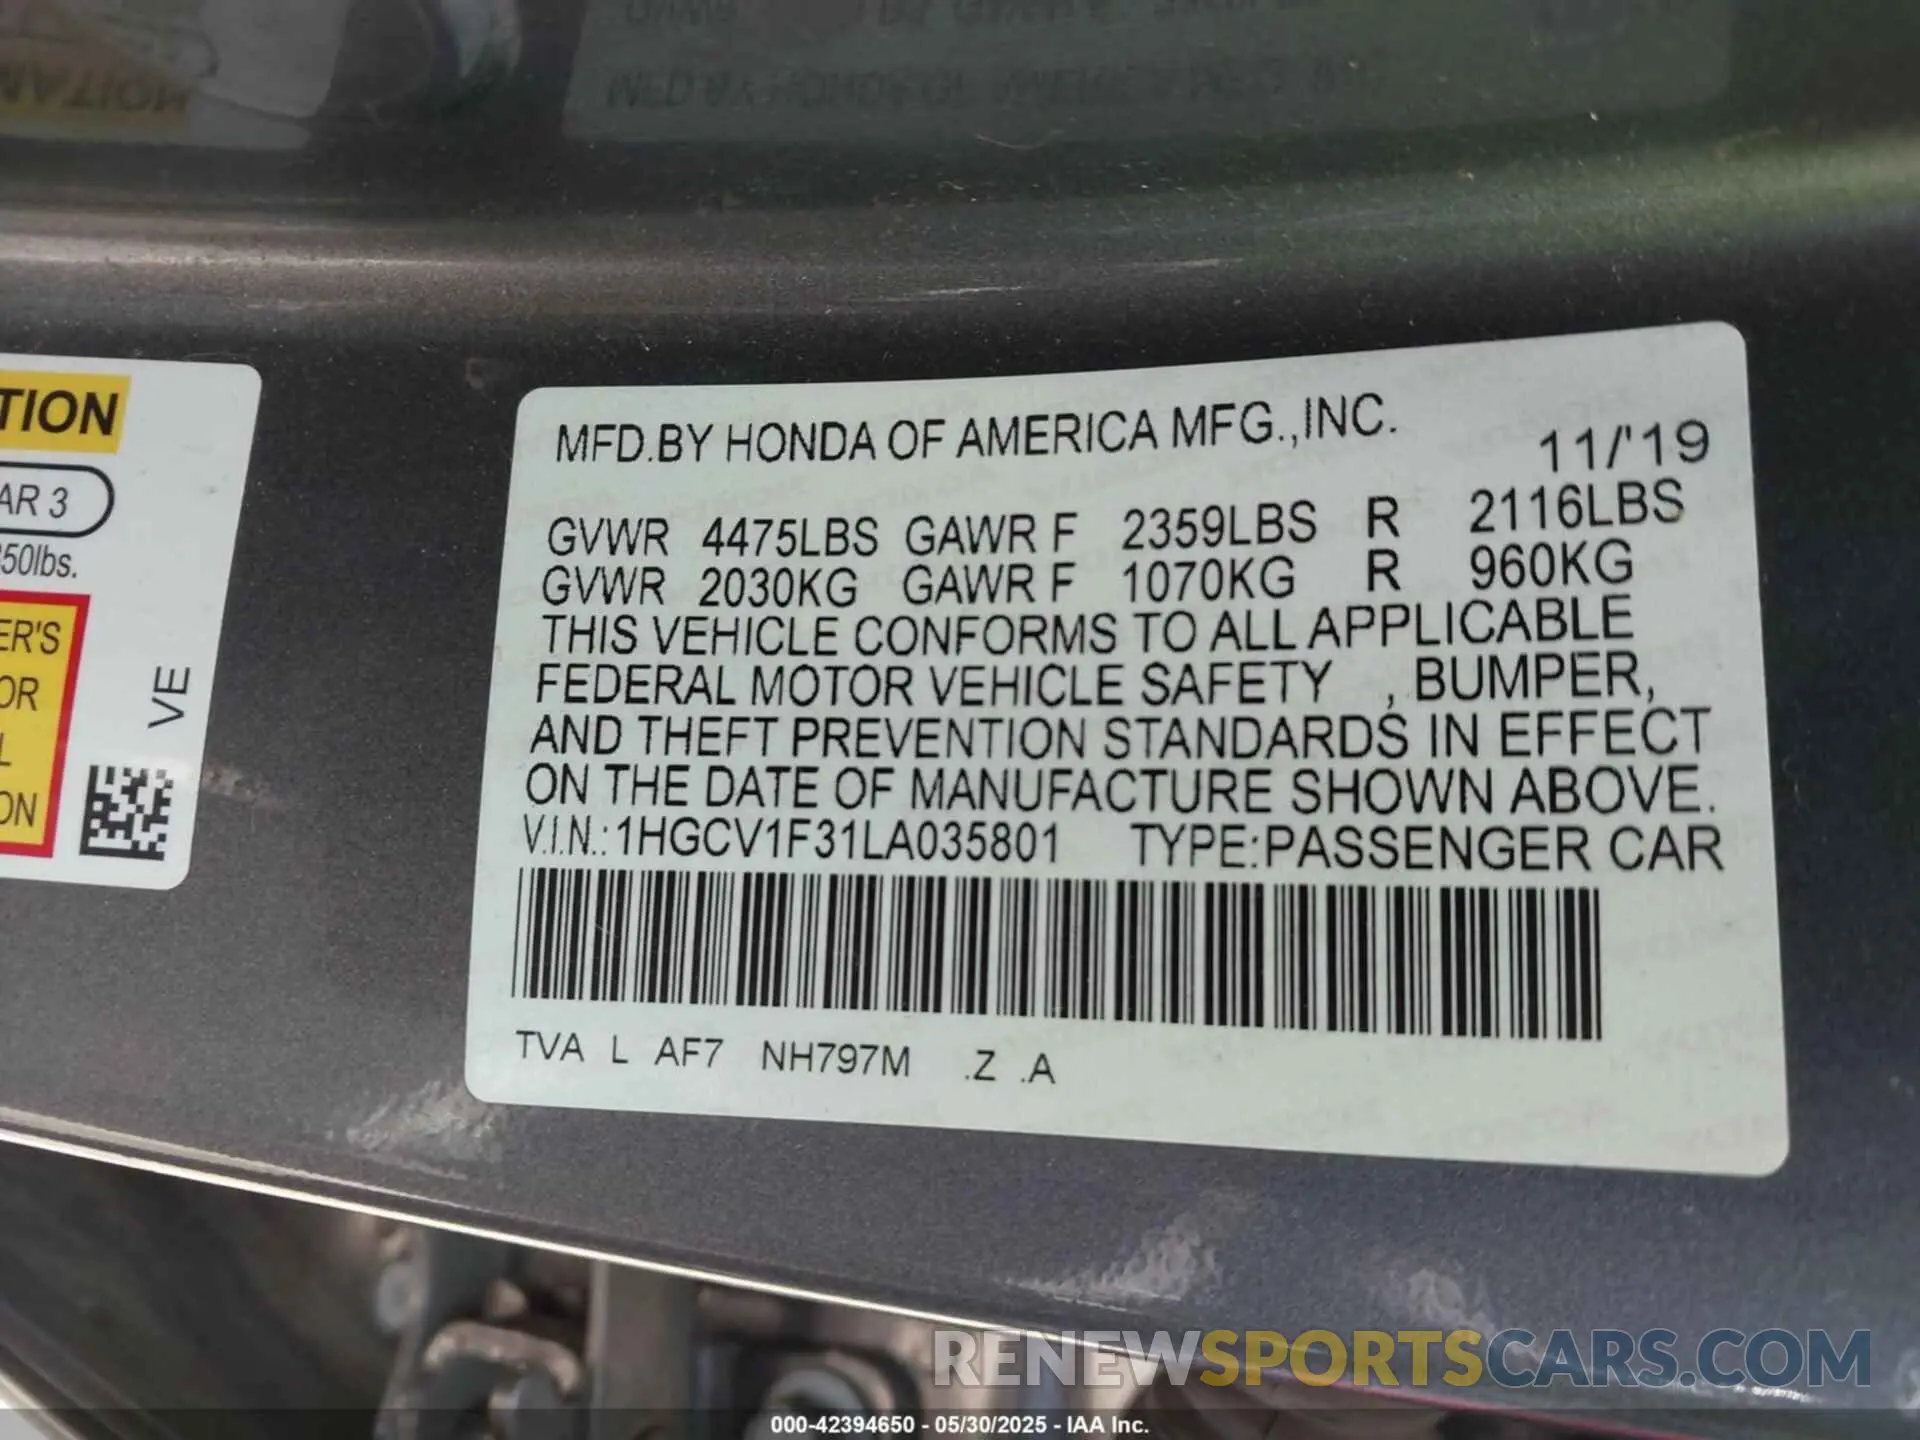 TION
AR 3
50lbs.
ER'S
OR
L
ON
VE
MFD.BY HONDA OF AMERICA MFG.,INC.
11/'19
GVWR 4475LBS GAWR F 2359LBS R 2116LBS
GVWR 2030KG GAWR F 1070KG R 960KG
THIS VEHICLE CONFORMS TO ALL APPLICABLE
FEDERAL MOTOR VEHICLE SAFETY , BUMPER,
AND THEFT PREVENTION STANDARDS IN EFFECT
ON THE DATE OF MANUFACTURE SHOWN ABOVE.
V.I.N.: 1HGCV1F31LA035801 TYPE:PASSENGER CAR
TVA L AF7 NH797M .Z .A
RENEWSPORTSCARS.COM
000-42394650 - 05/30/2025 - IAA Inc.